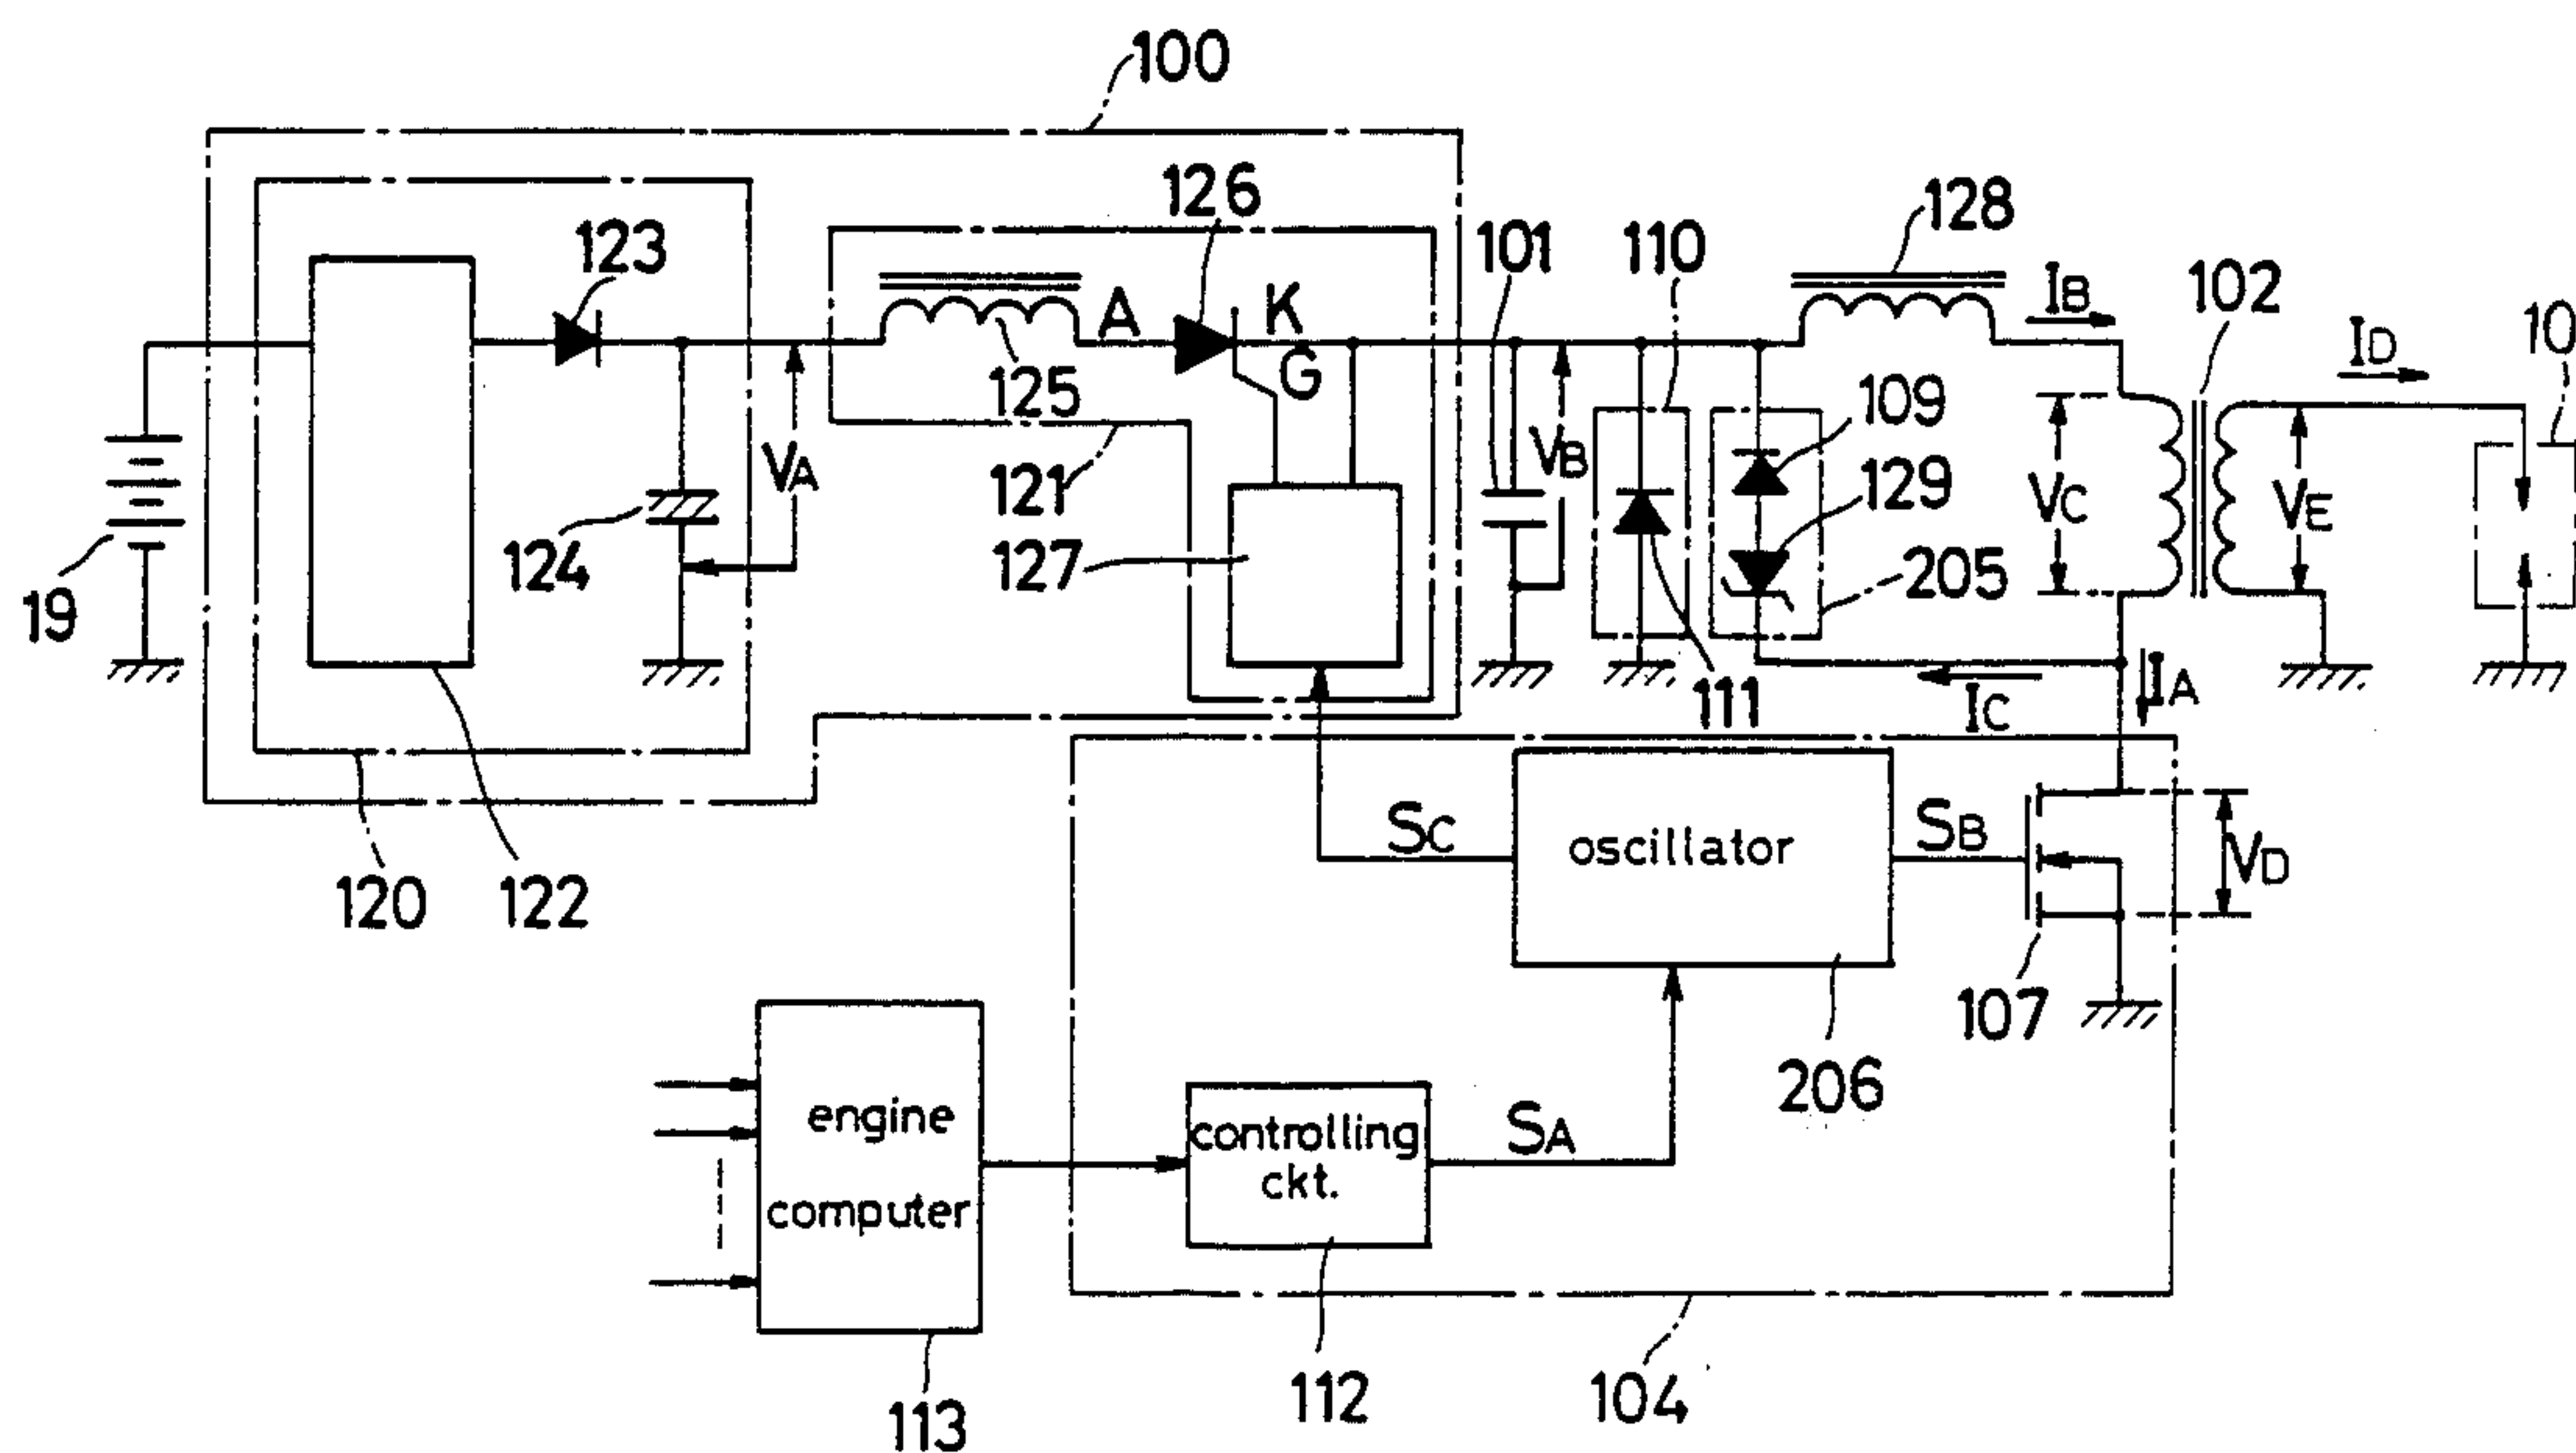 100
126
123
A
K
G
125
101
110
128
IB
102
ID
10
109
129
VA
121
VB
VC
VE
19
124
127
205
111
IC
IA
120
122
SC
oscillator
SB
VD
107
206
engine
computer
controlling
ckt.
SA
113
112
104